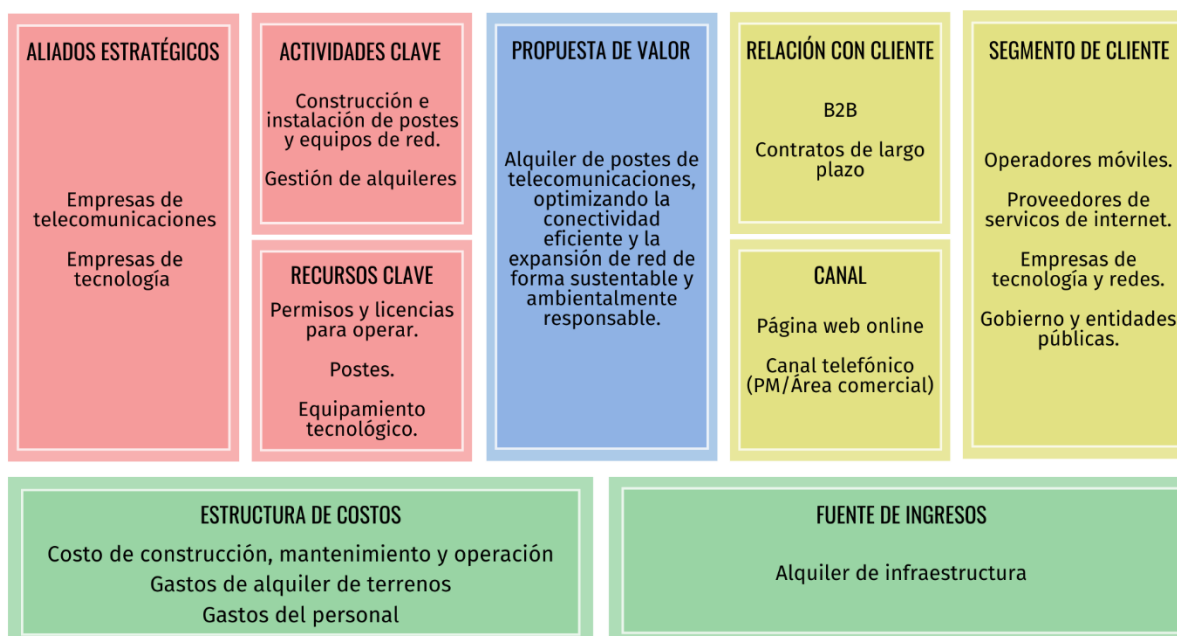 ALIADOS ESTRATÉGICOS
Empresas de
telecomunicaciones
Empresas de
tecnología
ACTIVIDADES CLAVE
Construcción e
instalación de postes
y equipos de red.
Gestión de alquileres
RECURSOS CLAVE
Permisos y licencias
para operar.
Postes.
Equipamiento
tecnológico.
PROPUESTA DE VALOR
Alquiler de postes de
telecomunicaciones,
optimizando la
conectividad
eficiente y la
expansión de red de
forma sustentable y
ambientalmente
responsable.
RELACIÓN CON CLIENTE
B2B
Contratos de largo
plazo
CANAL
Página web online
Canal telefónico
(PM/Área comercial)
SEGMENTO DE CLIENTE
Operadores móviles.
Proveedores de
servicos de internet.
Empresas de
tecnología y redes.
Gobierno y entidades
públicas.
ESTRUCTURA DE COSTOS
Costo de construcción, mantenimiento y operación
Gastos de alquiler de terrenos
Gastos del personal
FUENTE DE INGRESOS
Alquiler de infraestructura